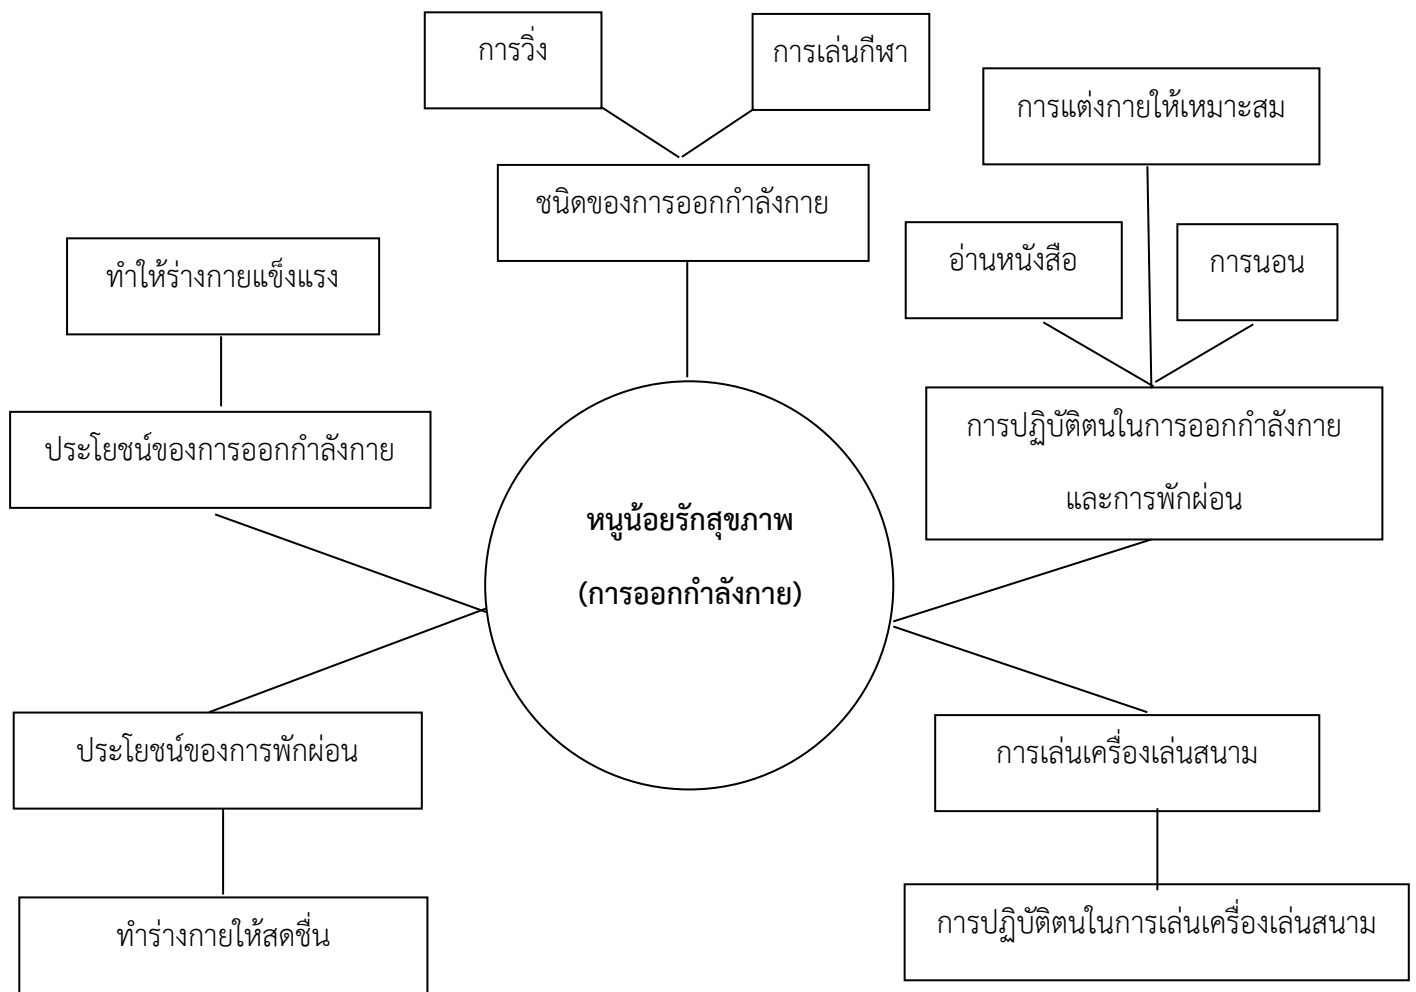 การวิ่ง
การเล่นกีฬา
การแต่งกายให้เหมาะสม
ชนิดของการออกกำลังกาย
อ่านหนังสือ
การนอน
ทำให้ร่างกายแข็งแรง
ประโยชน์ของการออกกำลังกาย
การปฏิบัติตนในการออกกำลังกาย
และการพักผ่อน
หนูน้อยรักสุขภาพ
(การออกกำลังกาย)
ประโยชน์ของการพักผ่อน
การเล่นเครื่องเล่นสนาม
ทำร่างกายให้สดชื่น
การปฏิบัติตนในการเล่นเครื่องเล่นสนาม